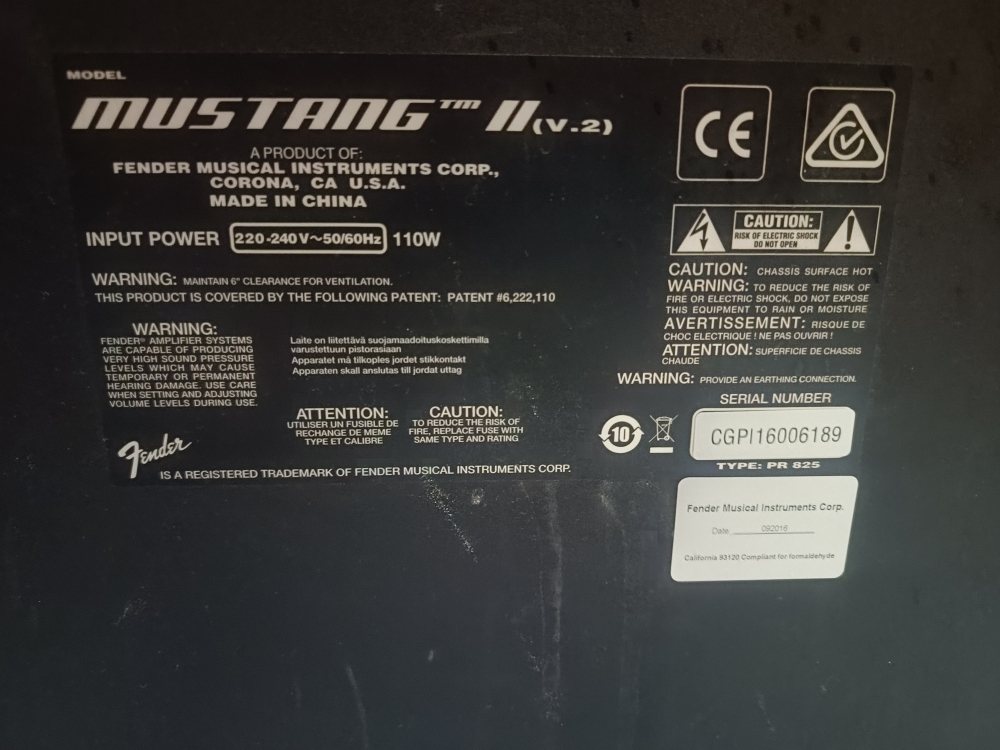 MODEL
MUSTANG™ II (V.2)
A PRODUCT OF:
FENDER MUSICAL INSTRUMENTS CORP.,
CORONA, CA U.S.A.
MADE IN CHINA
INPUT POWER 220-240V~50/60Hz 110W
WARNING: MAINTAIN 6" CLEARANCE FOR VENTILATION.
THIS PRODUCT IS COVERED BY THE FOLLOWING PATENT: PATENT #6,222,110
WARNING:
FENDER® AMPLIFIER SYSTEMS
ARE CAPABLE OF PRODUCING
VERY HIGH SOUND PRESSURE
LEVELS WHICH MAY CAUSE
TEMPORARY OR PERMANENT
HEARING DAMAGE. USE CARE
WHEN SETTING AND ADJUSTING
VOLUME LEVELS DURING USE.
Laite on liitettävä suojamaadoituskoskettimilla
varustettuun pistorasiaan
Apparatet må tilkoples jordet stikkontakt
Apparaten skall anslutas till jordat uttag
ATTENTION:
UTILISER UN FUSIBLE DE
RECHANGE DE MEME
TYPE ET CALIBRE
CAUTION:
TO REDUCE THE RISK OF
FIRE, REPLACE FUSE WITH
SAME TYPE AND RATING
Fender
IS A REGISTERED TRADEMARK OF FENDER MUSICAL INSTRUMENTS CORP.
CE
CAUTION:
RISK OF ELECTRIC SHOCK
DO NOT OPEN
CAUTION: CHASSIS SURFACE HOT
WARNING: TO REDUCE THE RISK OF
FIRE OR ELECTRIC SHOCK, DO NOT EXPOSE
THIS EQUIPMENT TO RAIN OR MOISTURE
AVERTISSEMENT: RISQUE DE
CHOC ELECTRIQUE ! NE PAS OUVRIR !
ATTENTION: SUPERFICIE DE CHASSIS
CHAUDE
WARNING: PROVIDE AN EARTHING CONNECTION.
SERIAL NUMBER
10
CGPI16006189
TYPE: PR 825
Fender Musical Instruments Corp.
Date: 092016
California 93120 Compliant for formaldehyde